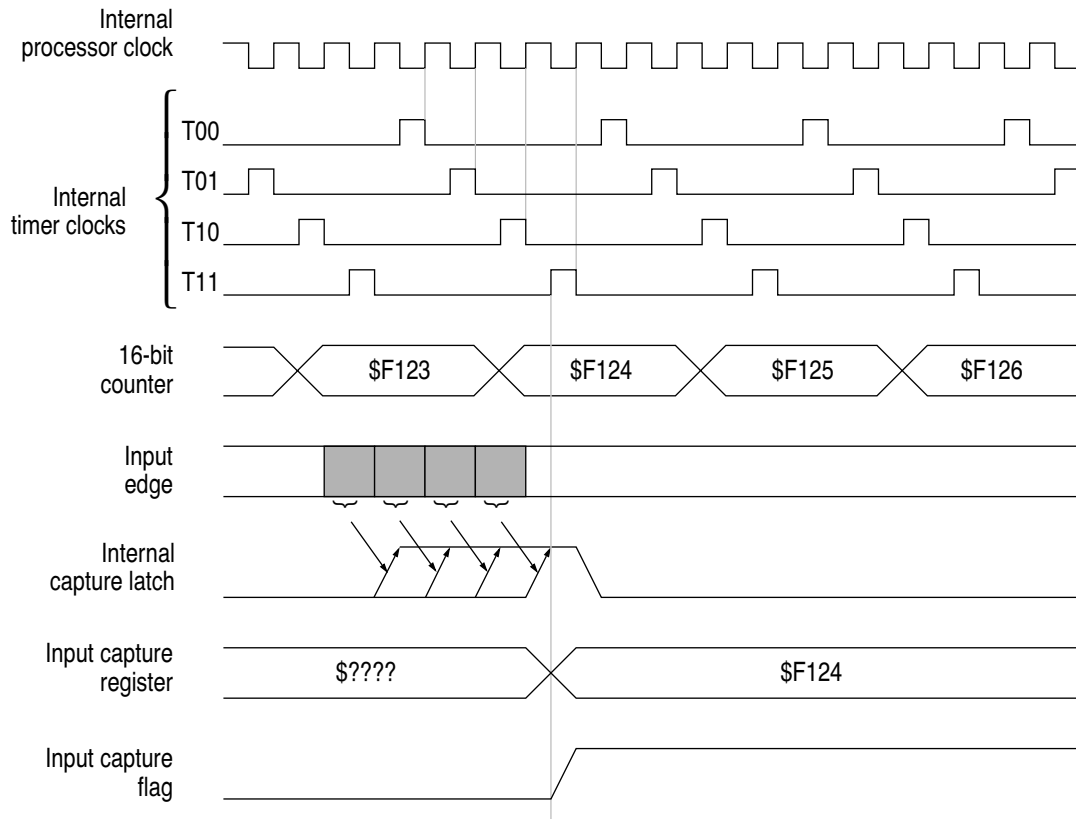 Internal
processor clock
T00
T01
Internal
timer clocks
T10
T11
16-bit
counter
$F123
$F124
$F125
$F126
Input
edge
Internal
capture latch
Input capture
register
$????
$F124
Input capture
flag